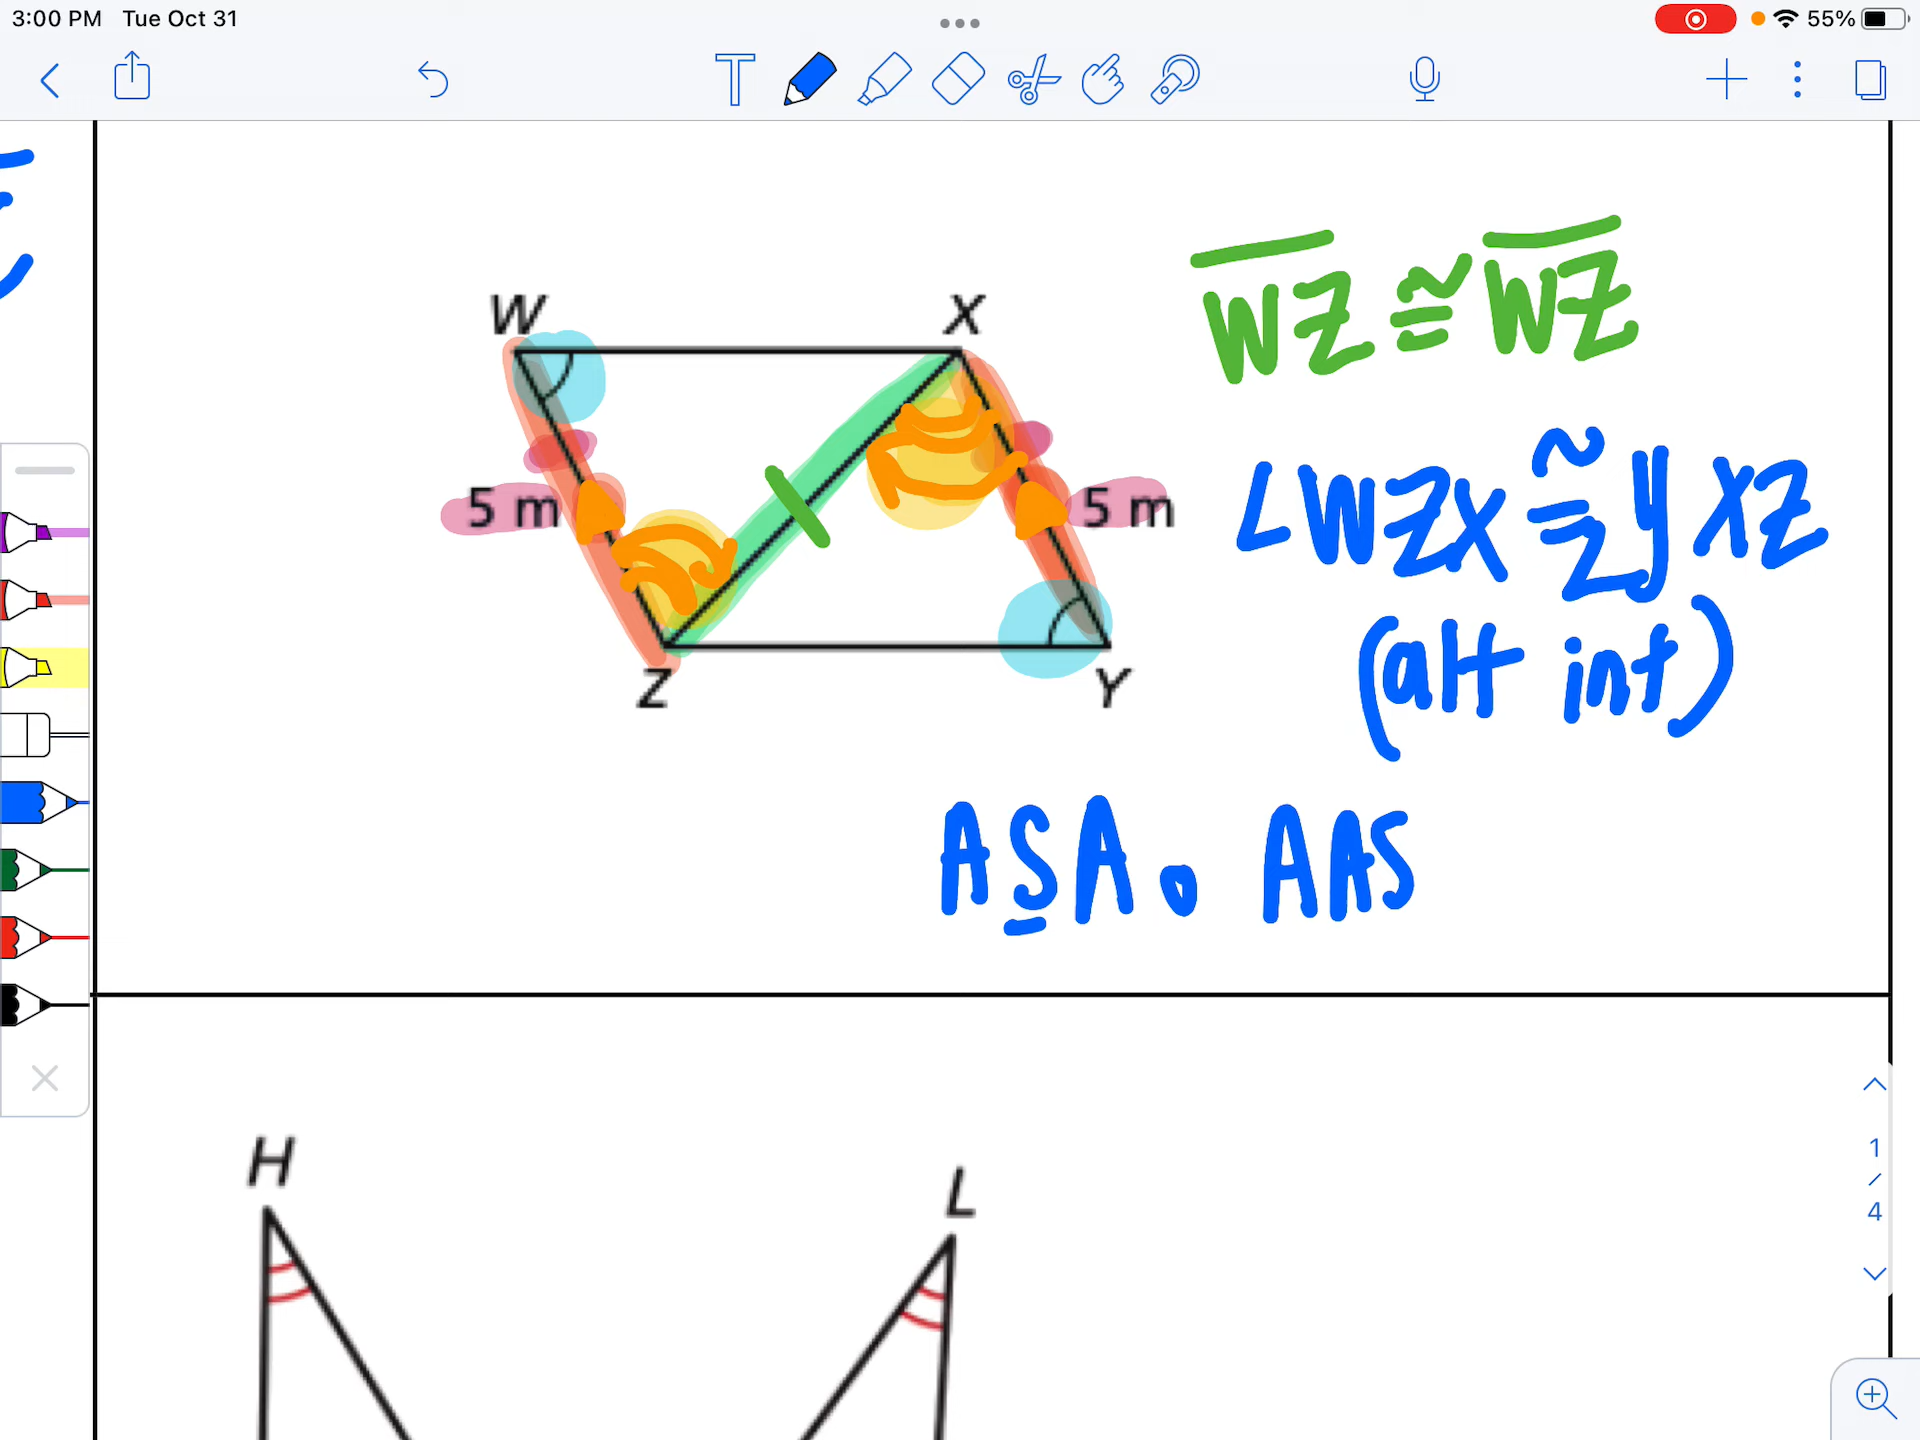 3:00 PM Tue Oct 31
55%
W X
WZ ≅ WZ
5 m 5 m
∠WZX ≅ ∠YXZ
(alt int)
Z Y
ASA o AAS
H
L
1
/
4